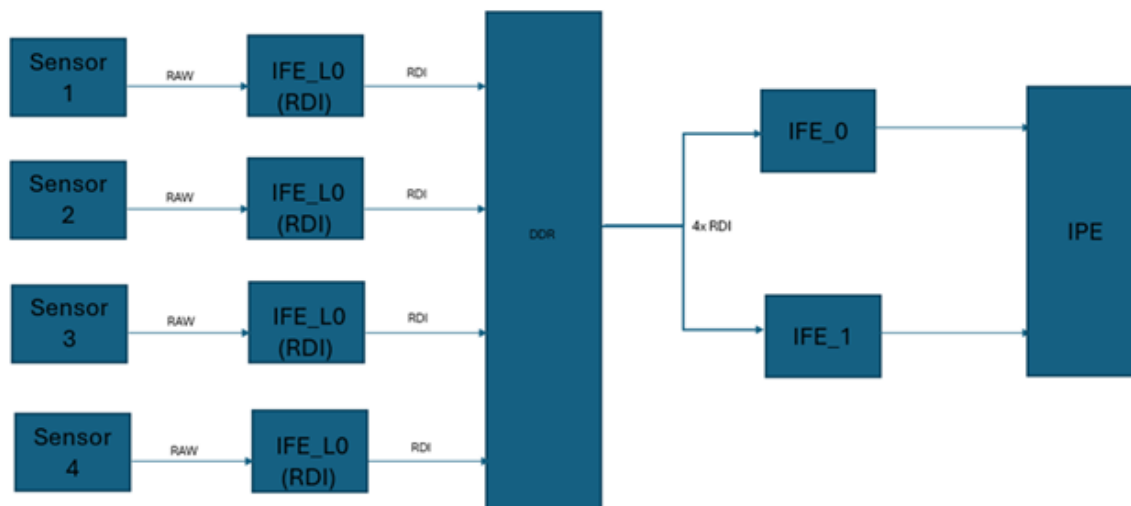 Sensor
1
RAW
IFE_L0
(RDI)
RDI
Sensor
2
RAW
IFE_L0
(RDI)
RDI
Sensor
3
RAW
IFE_L0
(RDI)
RDI
Sensor
4
RAW
IFE_L0
(RDI)
RDI
DDR
4x RDI
IFE_0
IFE_1
IPE